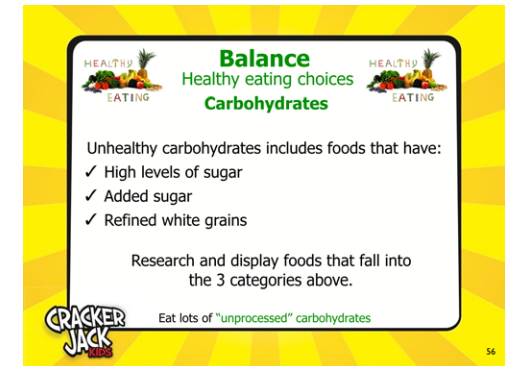 Balance
HEALTHY
EATING
Healthy eating choices
HEALTHY
EATING
Carbohydrates
Unhealthy carbohydrates includes foods that have:
✓ High levels of sugar
✓ Added sugar
✓ Refined white grains
Research and display foods that fall into
the 3 categories above.
Eat lots of “unprocessed” carbohydrates
CRACKER
JACK
KIDS
56